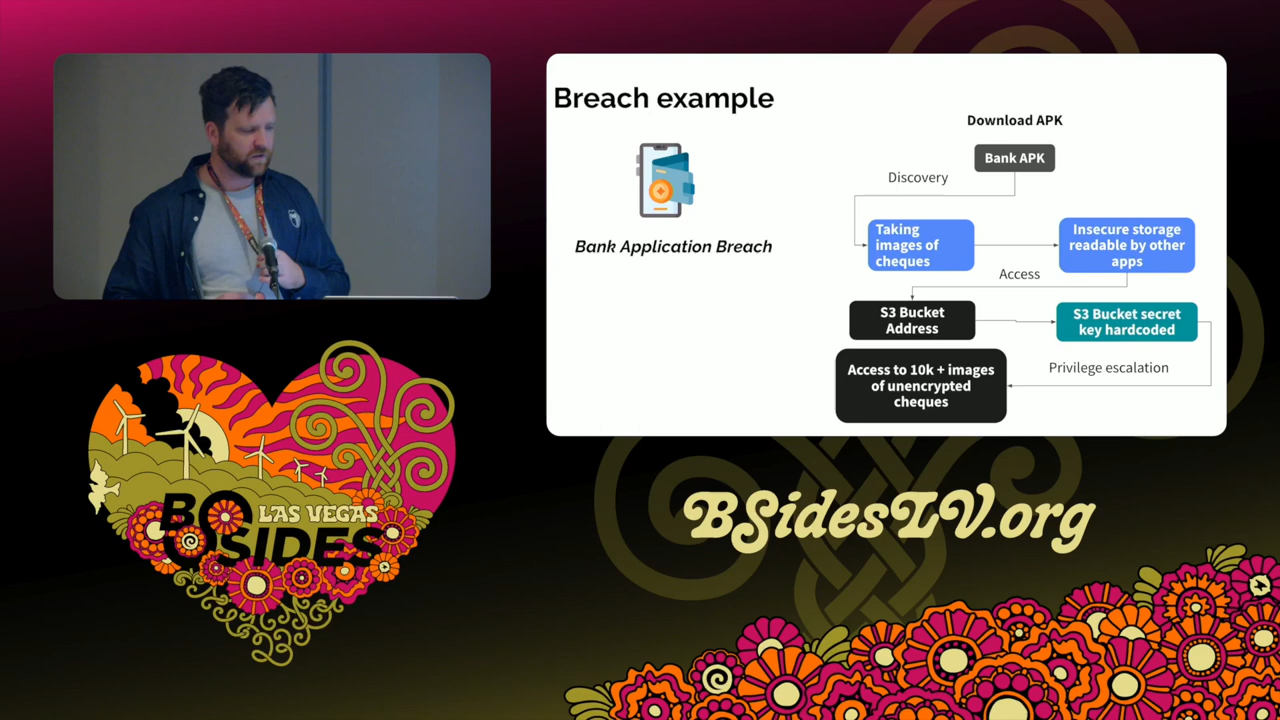 Breach example
Bank Application Breach
Download APK
Bank APK
Discovery
Taking
images of
cheques
Insecure storage
readable by other
apps
Access
S3 Bucket
Address
S3 Bucket secret
key hardcoded
Privilege escalation
Access to 10k + images
of unencrypted
cheques
LAS VEGAS
BSIDES
23
BSidesLV.org